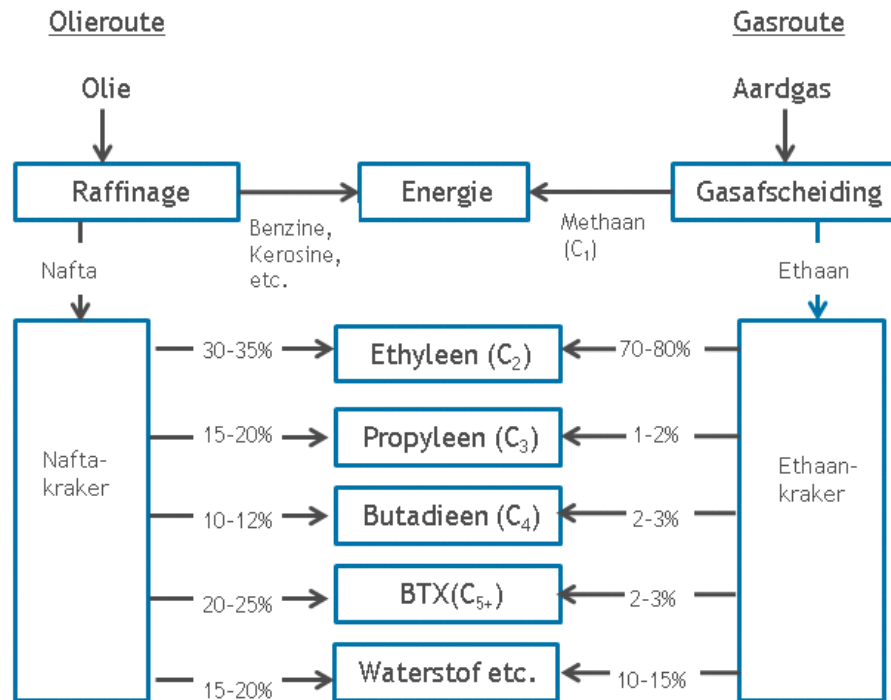 Olieroute
Gasroute
Olie
Aardgas
Raffinage
Energie
Gasafscheiding
Benzine,
Kerosine,
etc.
Methaan
(C₁)
Nafta
Ethaan
30-35%
Ethyleen (C₂)
70-80%
15-20%
Propyleen (C₃)
1-2%
Nafta-
kraker
Ethaan-
kraker
10-12%
Butadieen (C₄)
2-3%
20-25%
BTX(C₅₊)
2-3%
15-20%
Waterstof etc.
10-15%